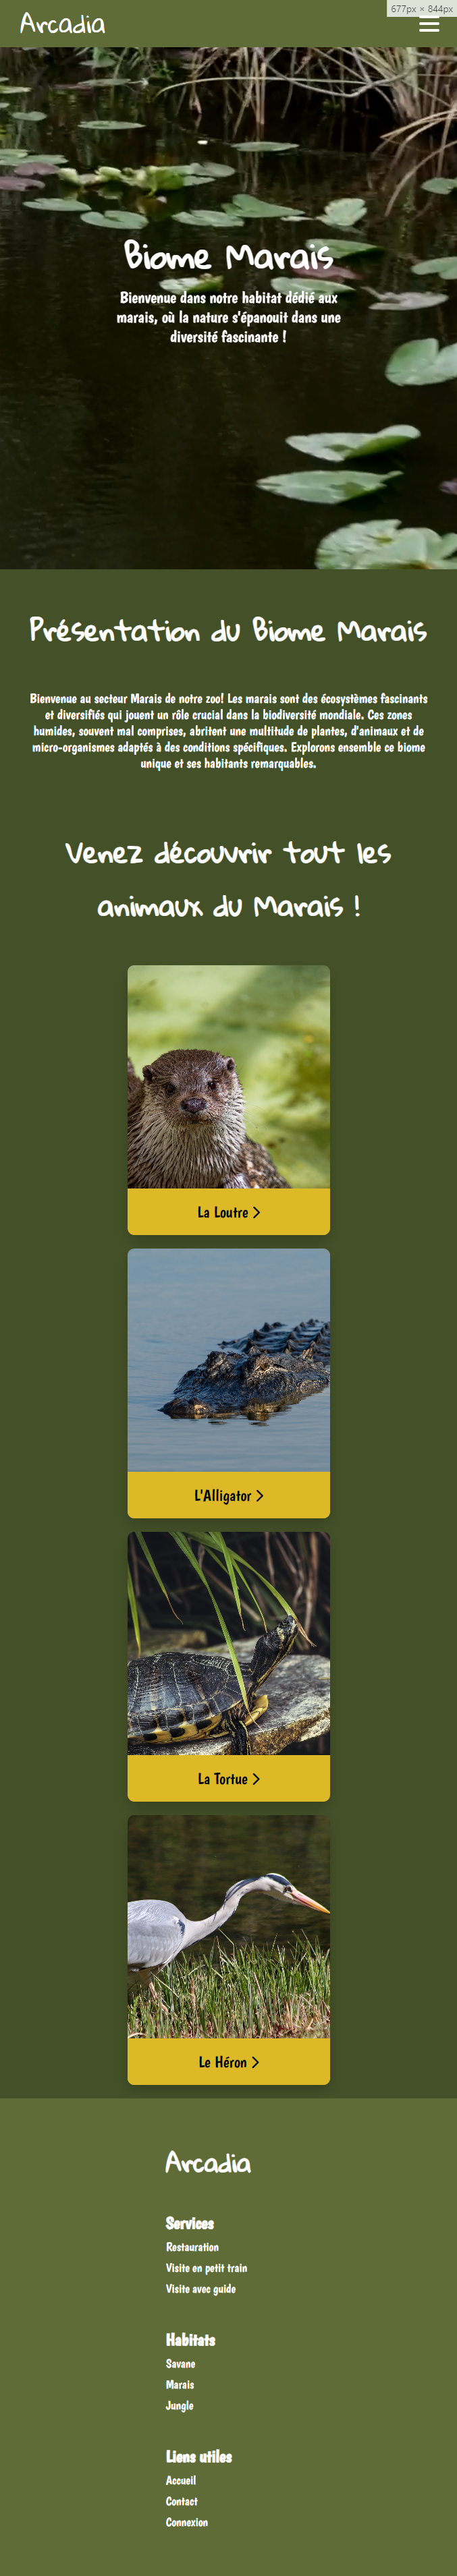 677px × 844px
Arcadia
Biome Marais
Bienvenue dans notre habitat dédié aux
marais, où la nature s'épanouit dans une
diversité fascinante !
Présentation du Biome Marais
Bienvenue au secteur Marais de notre zoo! Les marais sont des écosystèmes fascinants
et diversifiés qui jouent un rôle crucial dans la biodiversité mondiale. Ces zones
humides, souvent mal comprises, abritent une multitude de plantes, d'animaux et de
micro-organismes adaptés à des conditions spécifiques. Explorons ensemble ce biome
unique et ses habitants remarquables.
Venez découvrir tout les
animaux du Marais !
La Loutre
L'Alligator
La Tortue
Le Héron
Arcadia
Services
Restauration
Visite en petit train
Visite avec guide
Habitats
Savane
Marais
Jungle
Liens utiles
Accueil
Contact
Connexion